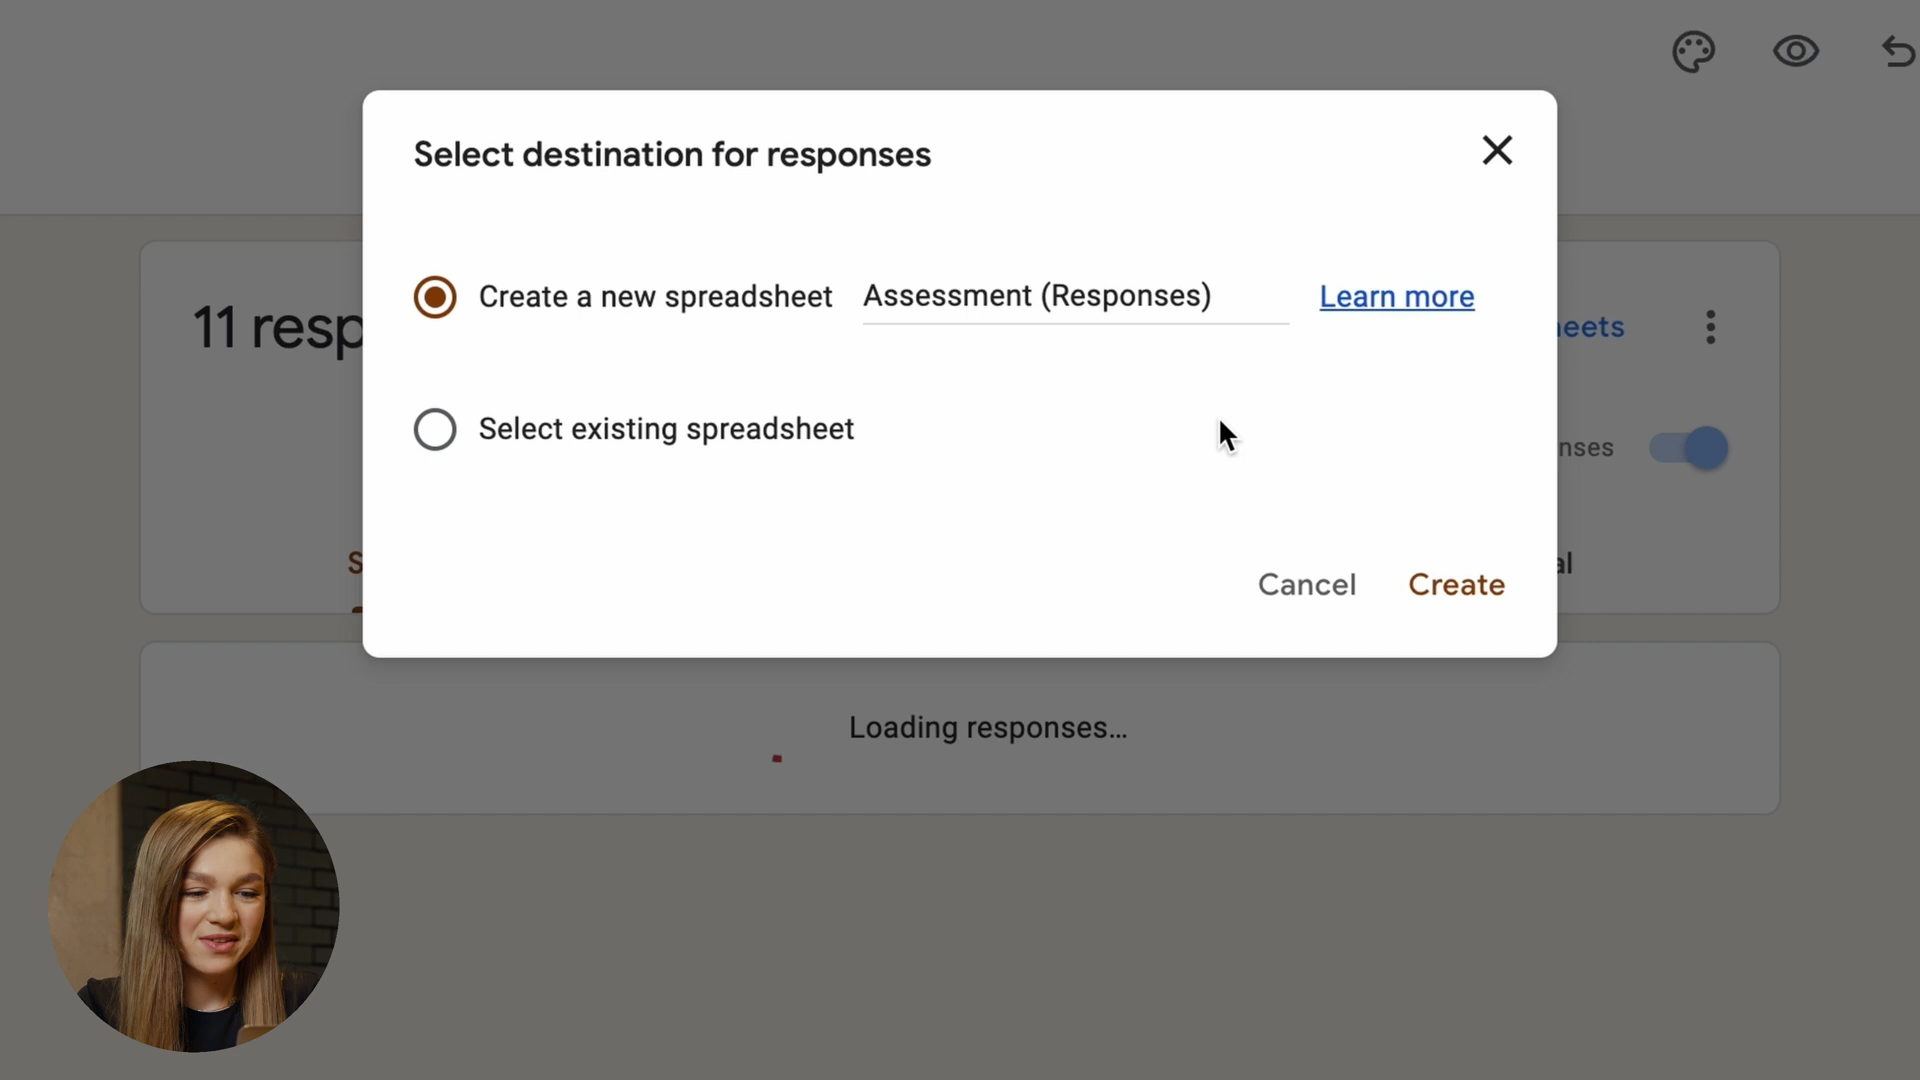 Select destination for responses
Create a new spreadsheet Assessment (Responses) Learn more
11 resp
eets
Select existing spreadsheet
nses
S
al
Cancel Create
Loading responses...